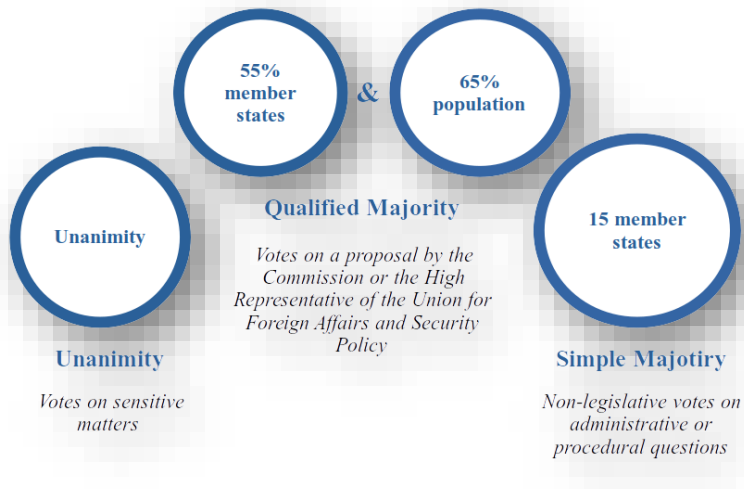 55%
member
states
&
65%
population
Unanimity
15 member
states
Qualified Majority
Votes on a proposal by the
Commission or the High
Representative of the Union for
Foreign Affairs and Security
Policy
Unanimity
Votes on sensitive
matters
Simple Majotiry
Non-legislative votes on
administrative or
procedural questions